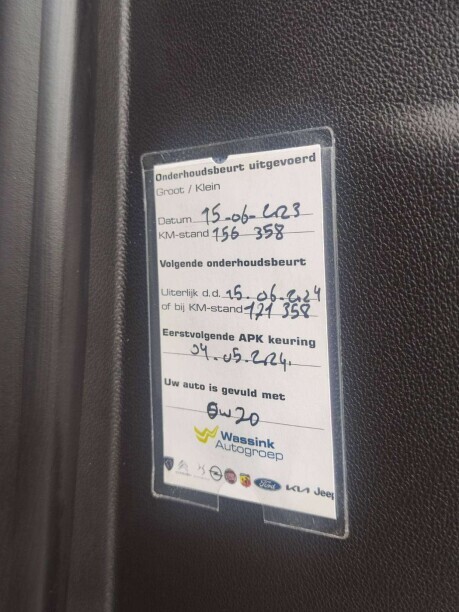 Onderhoudsbeurt uitgevoerd
Groot / Klein
Datum 15-06-2023
KM-stand 156 358
Volgende onderhoudsbeurt
Uiterlijk d.d. 15.06.2024
of bij KM-stand 171 358
Eerstvolgende APK keuring
04.05.2024.
Uw auto is gevuld met
0W20
Wassink
Autogroep
Ford KIA Jeep